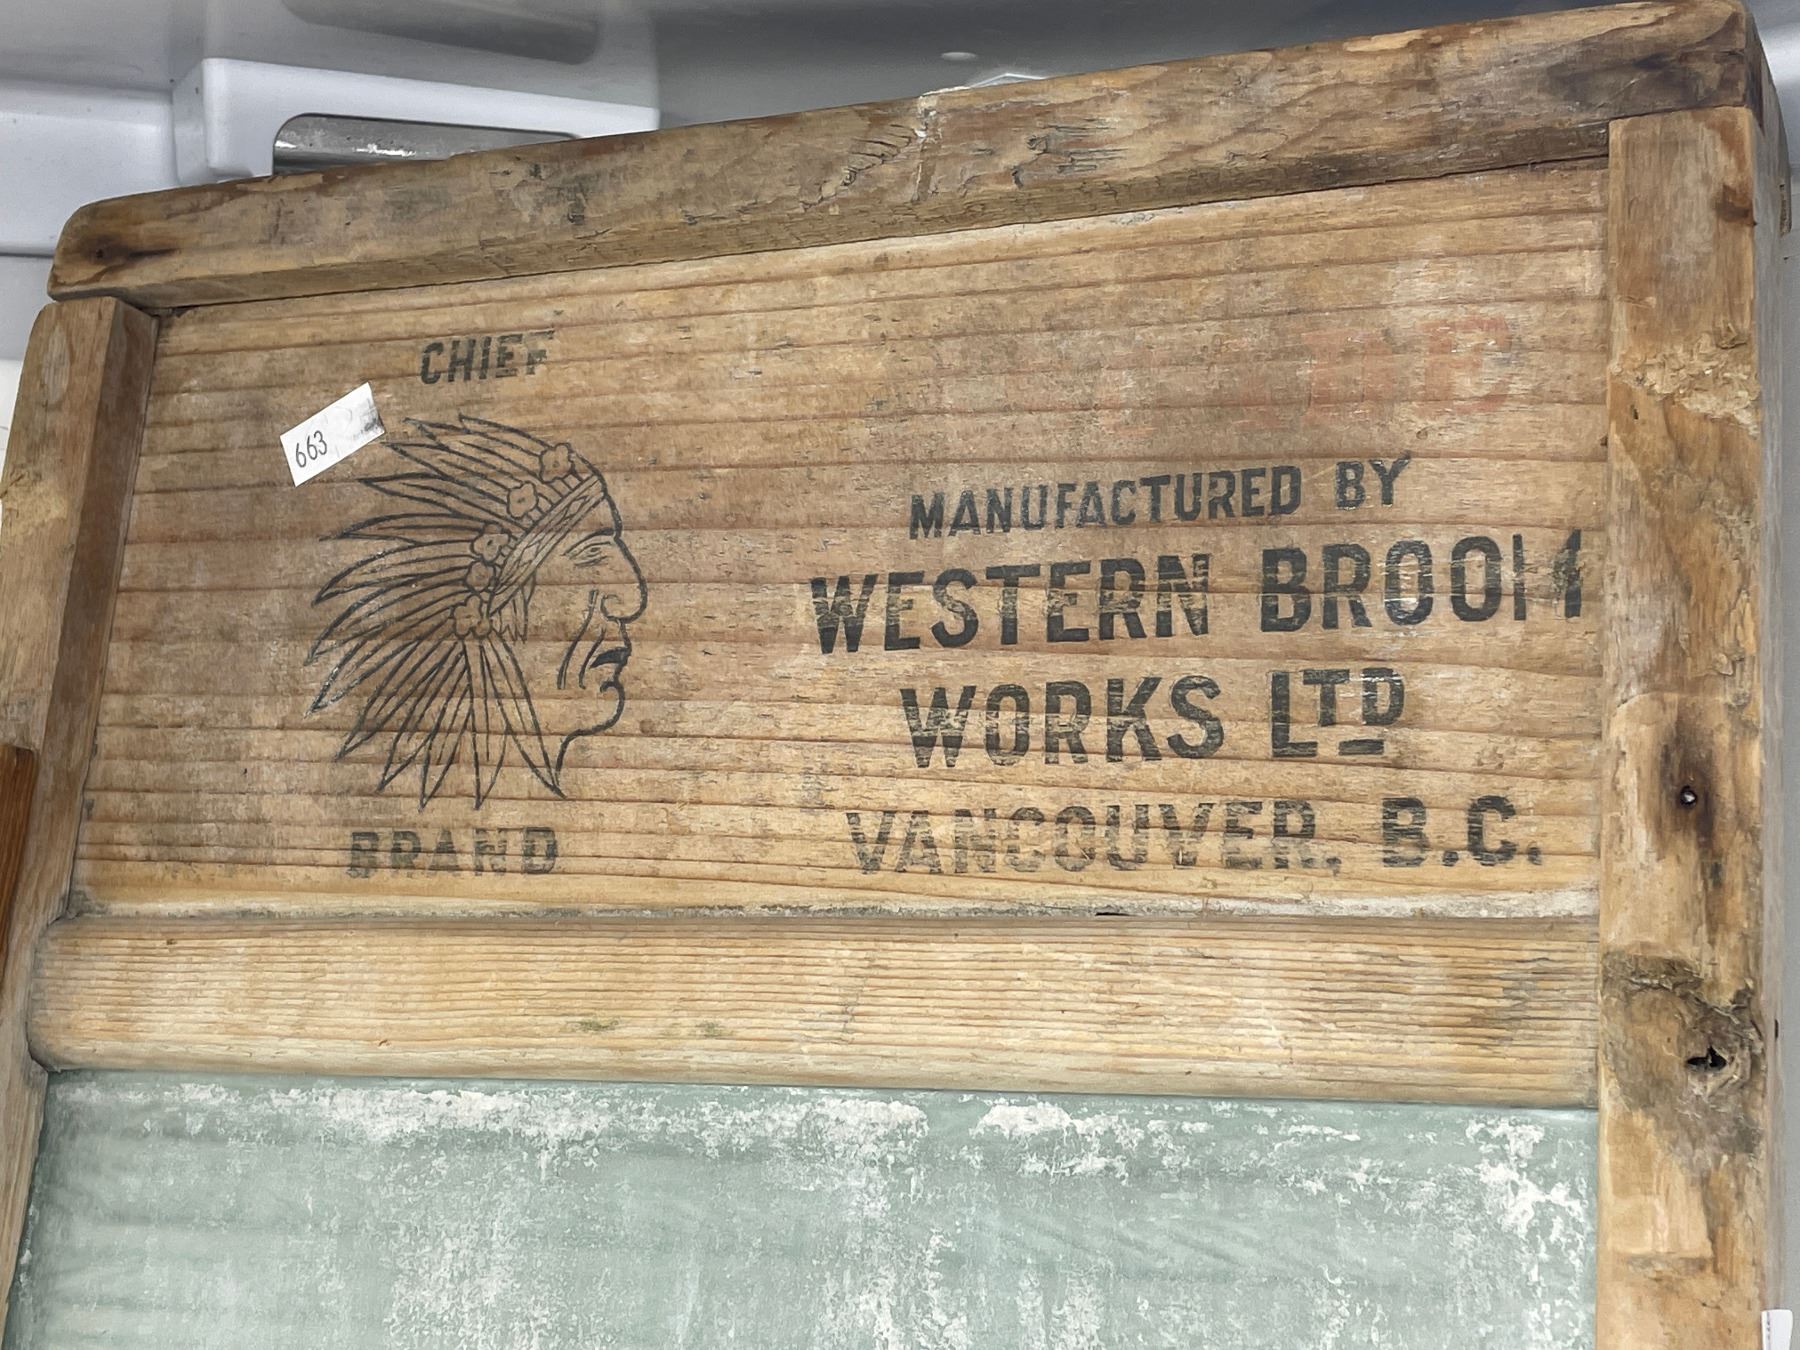 CHIEF
663
BRAND
MANUFACTURED BY
WESTERN BROOM
WORKS LTD
VANCOUVER, B.C.